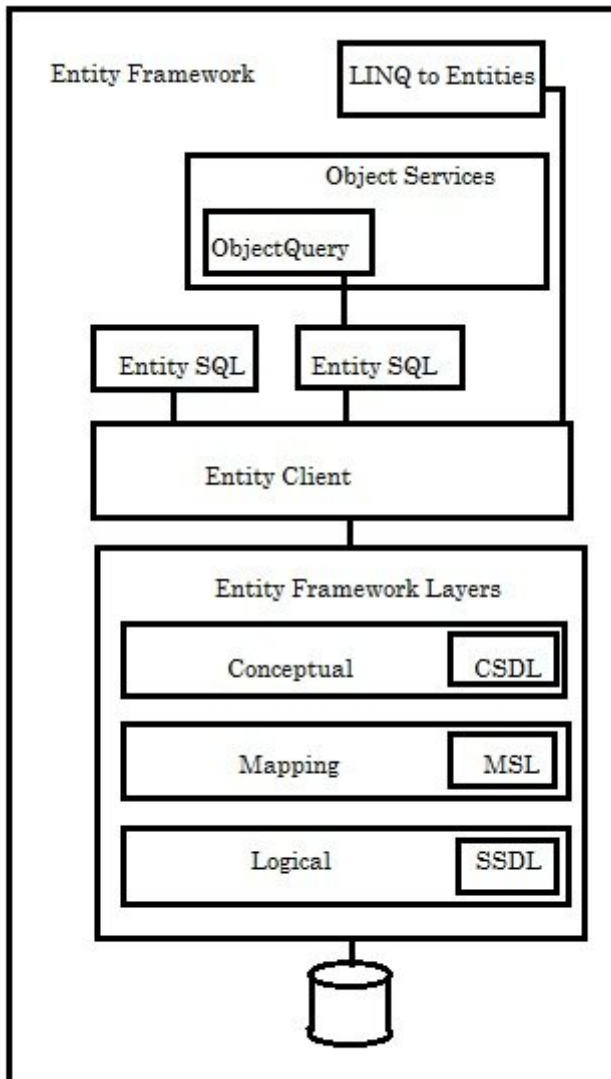 Entity Framework
LINQ to Entities
Object Services
ObjectQuery
Entity SQL
Entity SQL
Entity Client
Entity Framework Layers
Conceptual
CSDL
Mapping
MSL
Logical
SSDL